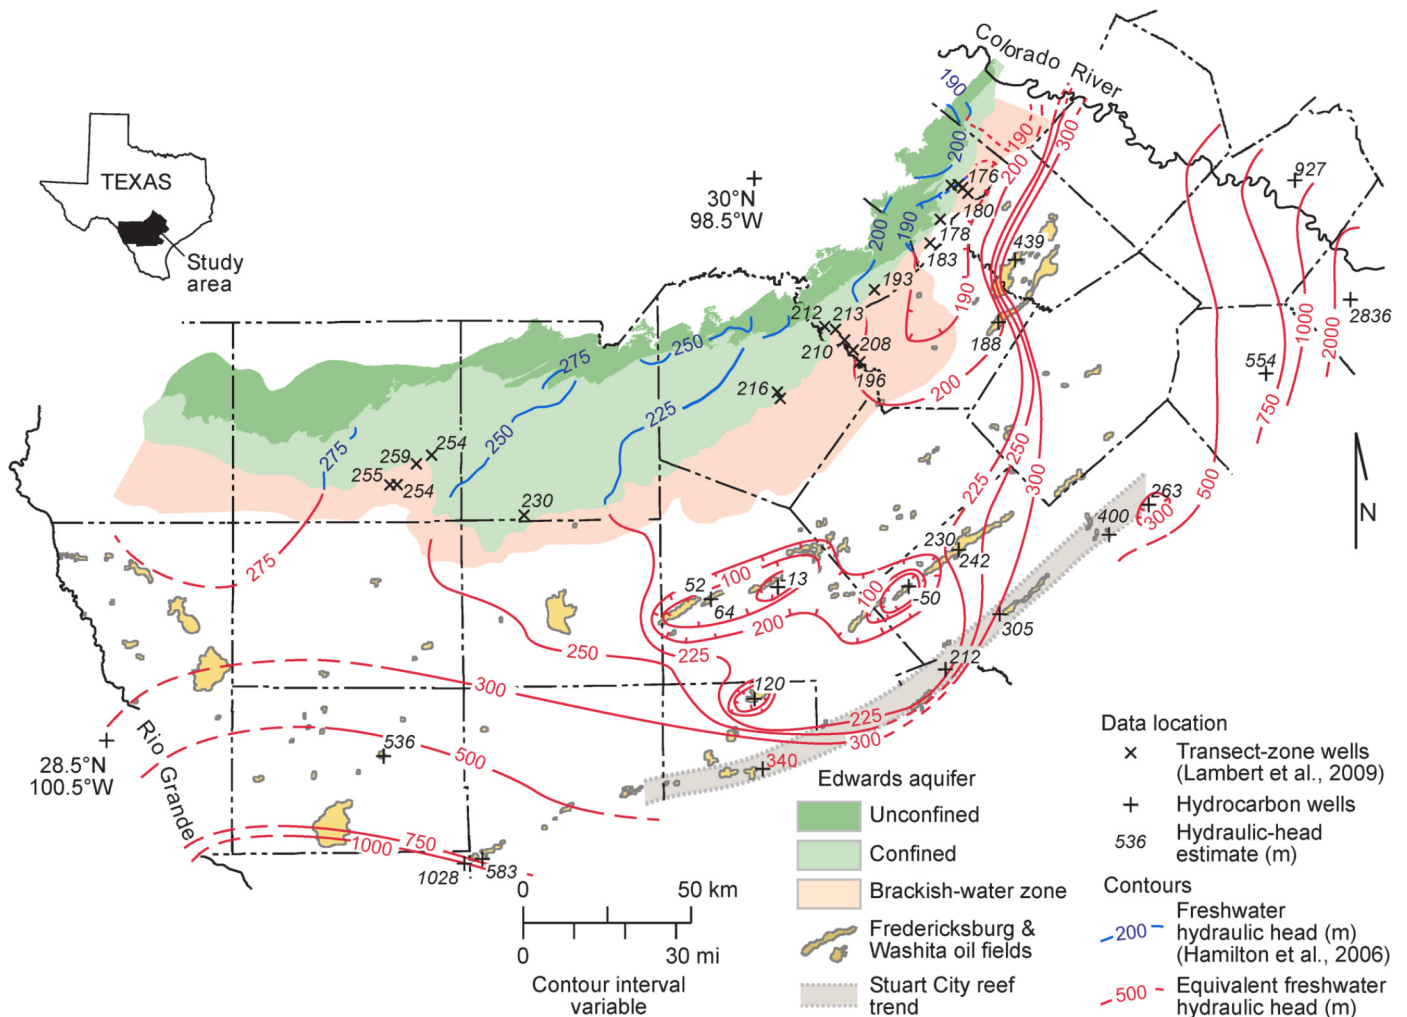 Colorado River
TEXAS
Study
area
30°N
98.5°W
190
200
190
200
300
176
180
178
183
200
190
193
190
439
188
927
2836
554
1000
2000
750
500
212
213
210
208
196
200
216
275
250
225
250
275
259
254
255
254
230
275
225
250
300
263
300
400
230
242
100
52
64
-13
200
100
-50
305
212
225
250
300
120
225
300
340
536
500
28.5°N
100.5°W
Rio Grande
750
1000
1028
583
0 50 km
0 30 mi
Contour interval
variable
Edwards aquifer
Unconfined
Confined
Brackish-water zone
Fredericksburg &
Washita oil fields
Stuart City reef
trend
Data location
Transect-zone wells
(Lambert et al., 2009)
Hydrocarbon wells
536
Hydraulic-head
estimate (m)
Contours
200
Freshwater
hydraulic head (m)
(Hamilton et al., 2006)
500
Equivalent freshwater
hydraulic head (m)
N